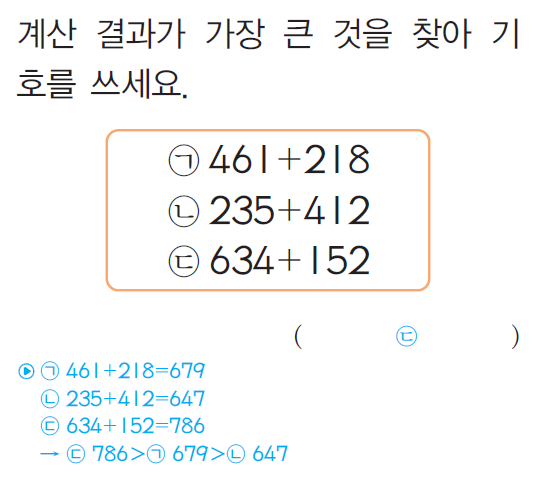 계산 결과가 가장 큰 것을 찾아 기
호를 쓰세요.
㉠ 461+218
㉡ 235+412
㉢ 634+152
( ㉢ )
▶ ㉠ 461+218=679
㉡ 235+412=647
㉢ 634+152=786
→ ㉢ 786>㉠ 679>㉡ 647